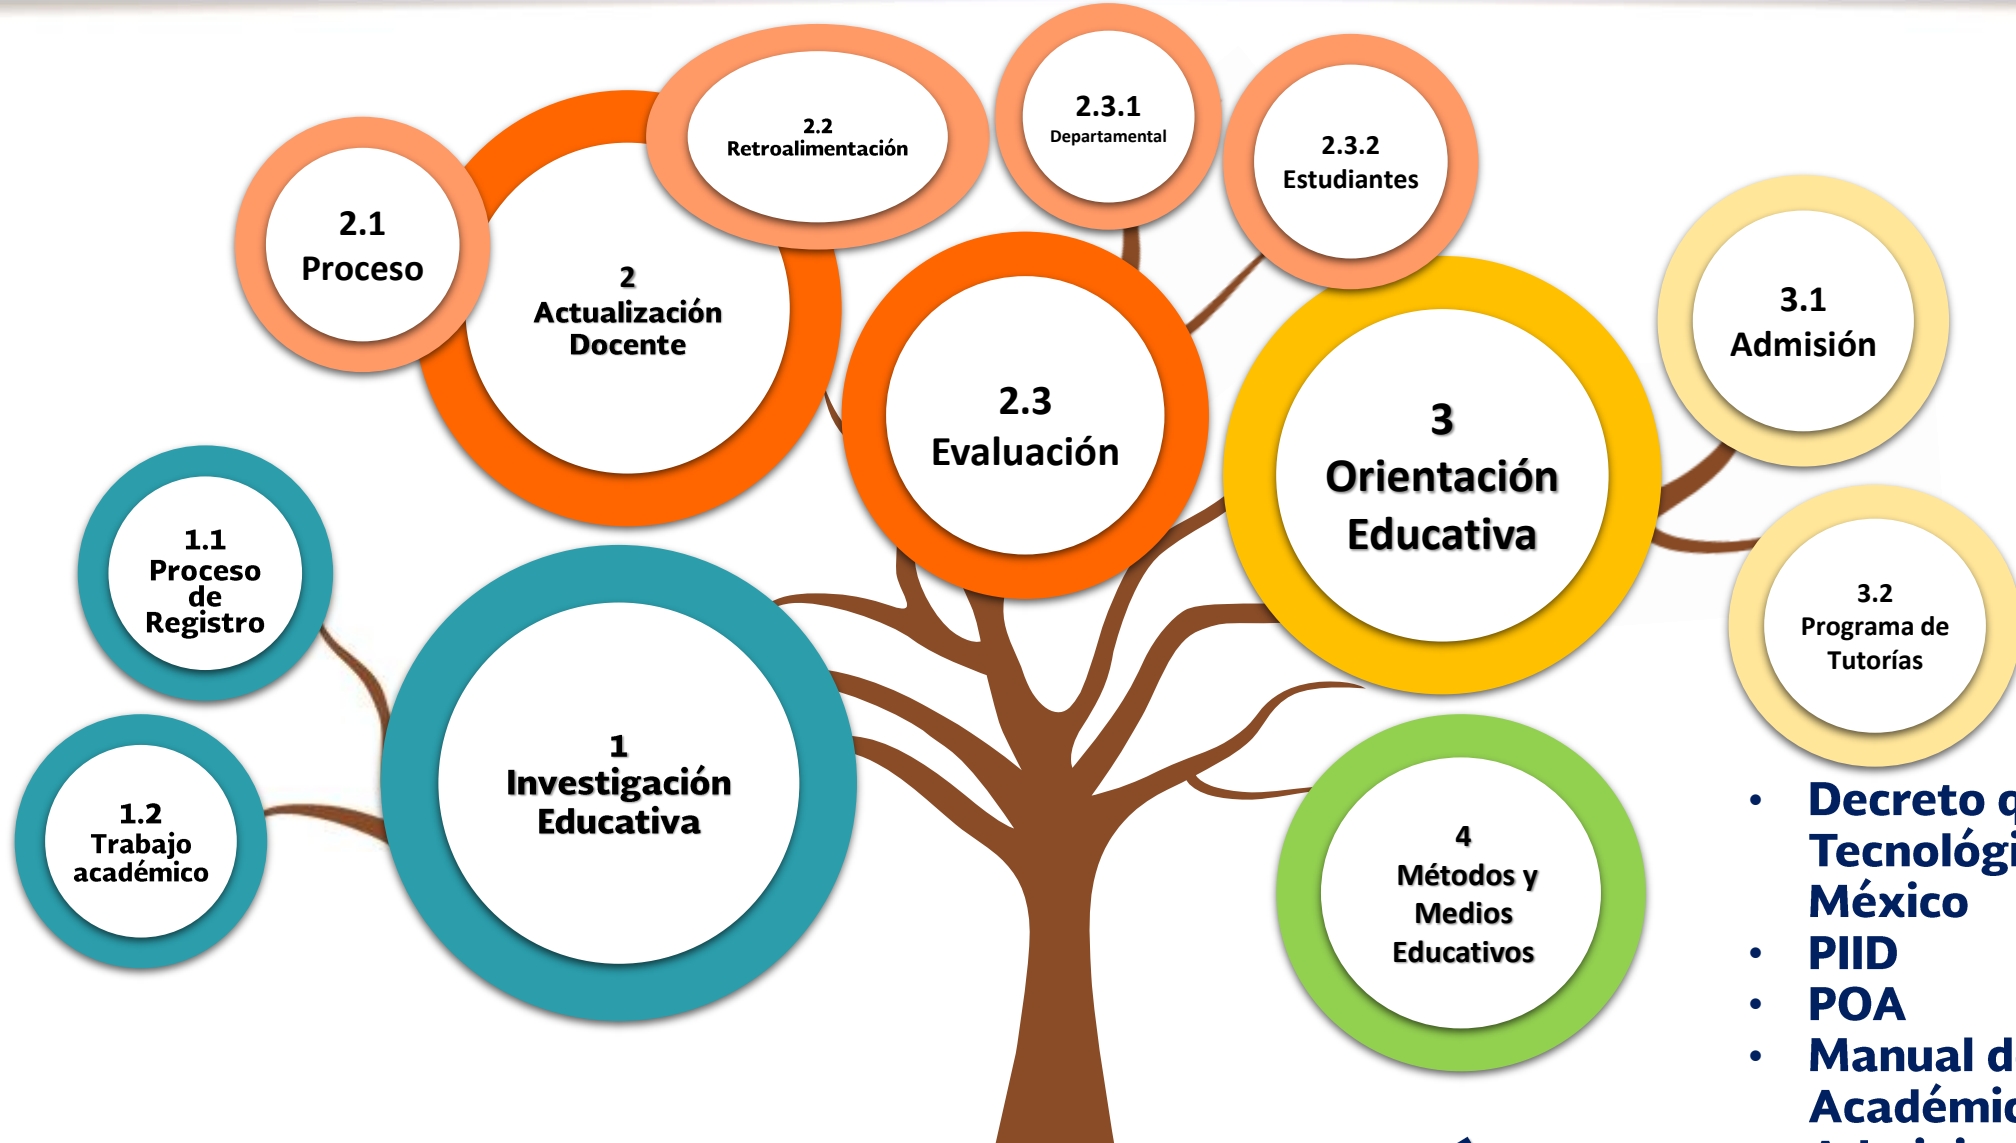 2.3.1
Departamental
2.2
Retroalimentación
2.3.2
Estudiantes
2.1
Proceso
2
Actualización
Docente
3.1
Admisión
2.3
Evaluación
3
Orientación
Educativa
1.1
Proceso
de
Registro
3.2
Programa de
Tutorías
1
Investigación
Educativa
1.2
Trabajo
académico
4
Métodos y
Medios
Educativos
• Decreto
México
• PIID
• POA
• Manual